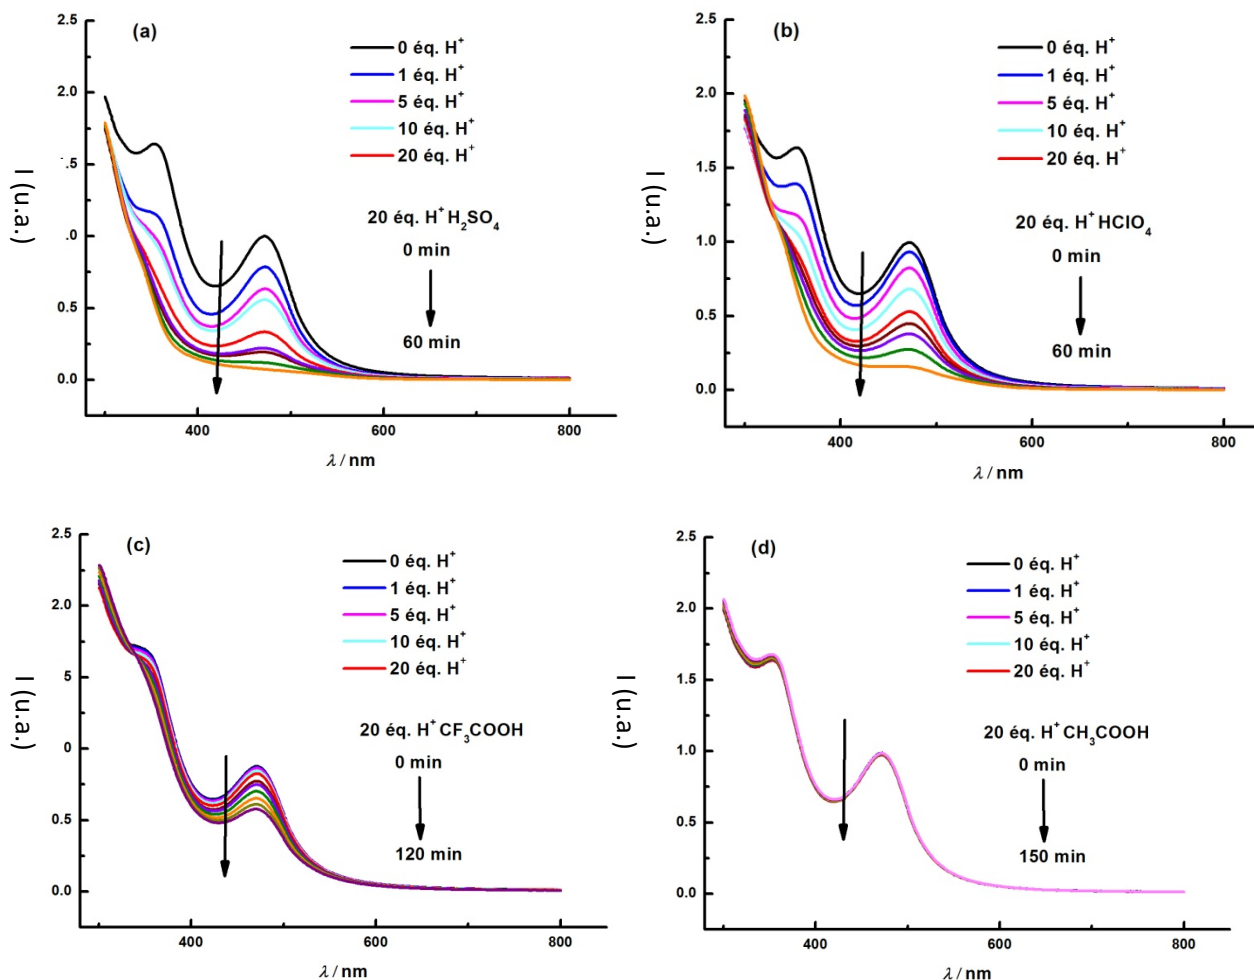 (a)
0 éq. H+
1 éq. H+
5 éq. H+
10 éq. H+
20 éq. H+
20 éq. H+ H2SO4
0 min
60 min
2.5
2.0
.5
.0
0.5
0.0
400
600
800
I (u.a.)
λ / nm
(b)
0 éq. H+
1 éq. H+
5 éq. H+
10 éq. H+
20 éq. H+
20 éq. H+ HClO4
0 min
60 min
2.5
2.0
1.5
1.0
0.5
0.0
400
600
800
I (u.a.)
λ / nm
(c)
0 éq. H+
1 éq. H+
5 éq. H+
10 éq. H+
20 éq. H+
20 éq. H+ CF3COOH
0 min
120 min
2.5
2.0
5
0
0.5
0.0
400
600
800
I (u.a.)
λ / nm
(d)
0 éq. H+
1 éq. H+
5 éq. H+
10 éq. H+
20 éq. H+
20 éq. H+ CH3COOH
0 min
150 min
2.5
2.0
1.5
1.0
0.5
0.0
400
600
800
I (u.a.)
λ / nm